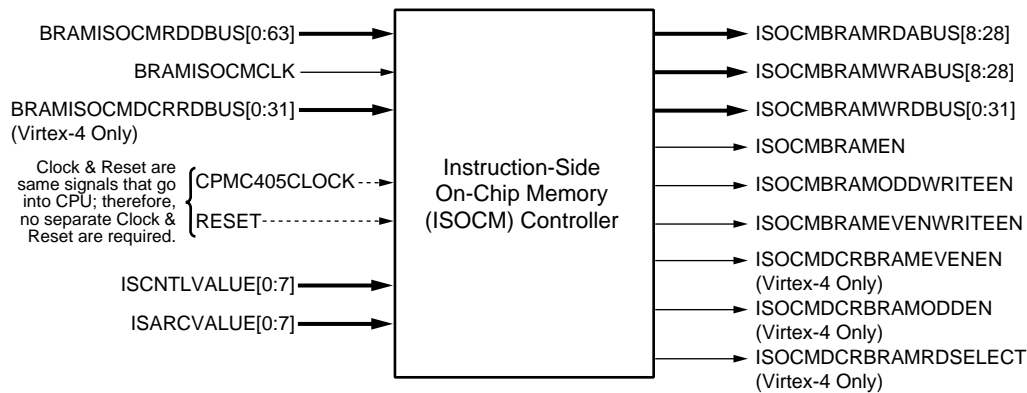 BRAMISOCMRDDBUS[0:63]
BRAMISOCMCLK
BRAMISOCMDCRRDBUS[0:31]
(Virtex-4 Only)
Clock & Reset are
same signals that go
into CPU; therefore,
no separate Clock &
Reset are required.
CPMC405CLOCK
RESET
ISCNTLVALUE[0:7]
ISARCVALUE[0:7]
Instruction-Side
On-Chip Memory
(ISOCM) Controller
ISOCMBRAMRDABUS[8:28]
ISOCMBRAMWRABUS[8:28]
ISOCMBRAMWRDBUS[0:31]
ISOCMBRAMEN
ISOCMBRAMODDWRITEEN
ISOCMBRAMEVENWRITEEN
ISOCMDCRBRAMEVENEN
(Virtex-4 Only)
ISOCMDCRBRAMODDEN
(Virtex-4 Only)
ISOCMDCRBRAMRDSELECT
(Virtex-4 Only)